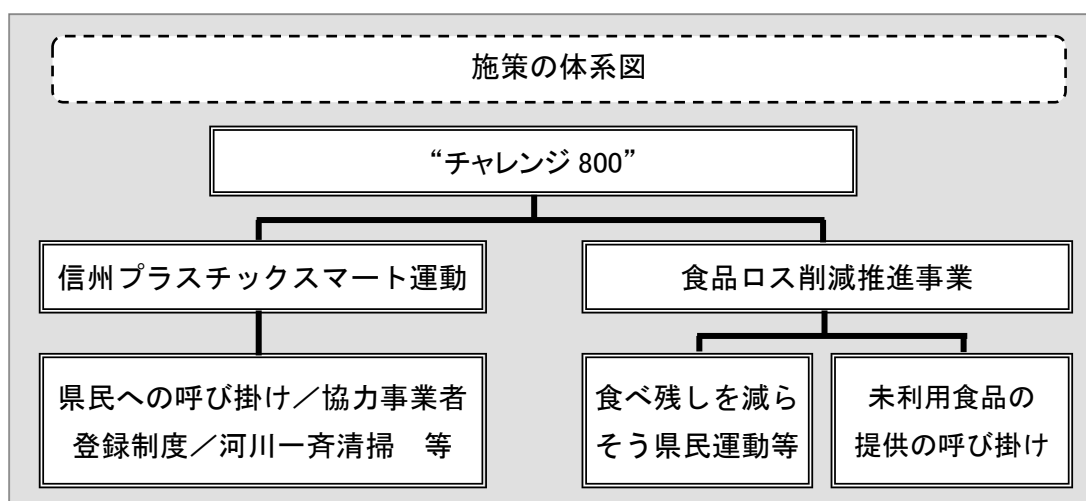 施策の体系図
“チャレンジ 800”
信州プラスチックスマート運動
食品ロス削減推進事業
県民への呼び掛け／協力事業者
登録制度／河川一斉清掃　等
食べ残しを減ら
そう県民運動等
未利用食品の
提供の呼び掛け